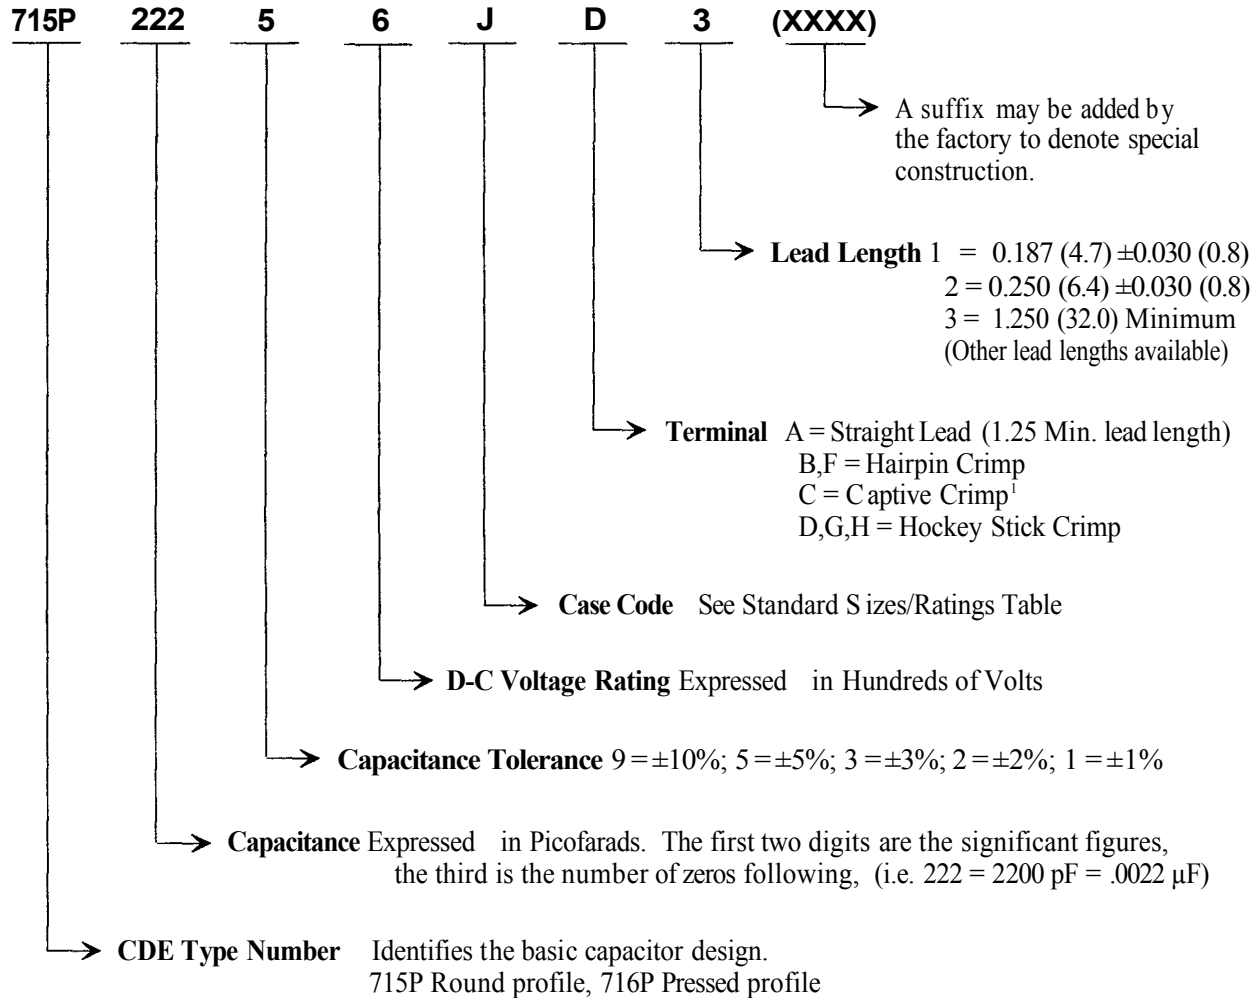 715P 222 5 6 J D 3 (XXXX)
A suffix may be added by
the factory to denote special
construction.
Lead Length 1 = 0.187 (4.7) ±0.030 (0.8)
2 = 0.250 (6.4) ±0.030 (0.8)
3 = 1.250 (32.0) Minimum
(Other lead lengths available)
Terminal A = Straight Lead (1.25 Min. lead length)
B,F = Hairpin Crimp
C = Captive Crimp¹
D,G,H = Hockey Stick Crimp
Case Code See Standard Sizes/Ratings Table
D-C Voltage Rating Expressed in Hundreds of Volts
Capacitance Tolerance 9 = ±10%; 5 = ±5%; 3 = ±3%; 2 = ±2%; 1 = ±1%
Capacitance Expressed in Picofarads. The first two digits are the significant figures,
the third is the number of zeros following, (i.e. 222 = 2200 pF = .0022 µF)
CDE Type Number Identifies the basic capacitor design.
715P Round profile, 716P Pressed profile